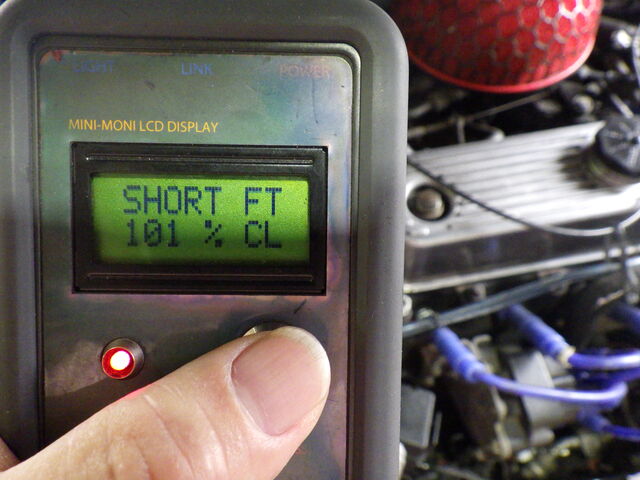 LIGHT LINK POWER
MINI-MONI LCD DISPLAY
SHORT FT
101 % CL